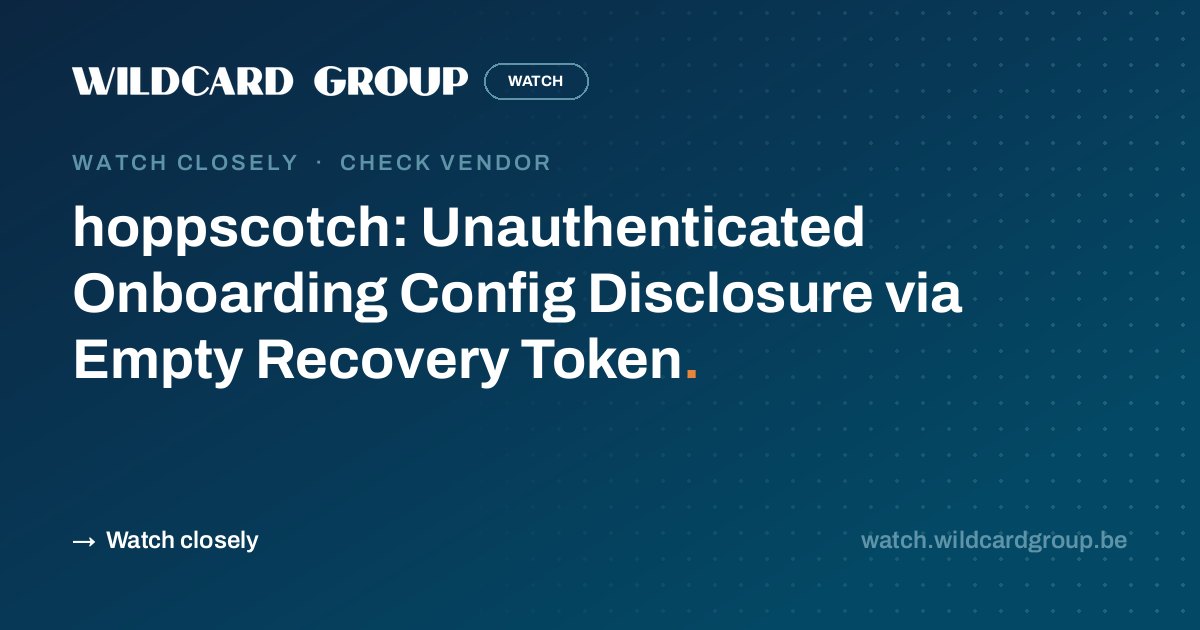 WILDCARD GROUP WATCH
WATCH CLOSELY · CHECK VENDOR
hoppscotch: Unauthenticated
Onboarding Config Disclosure via
Empty Recovery Token.
→ Watch closely
watch.wildcardgroup.be